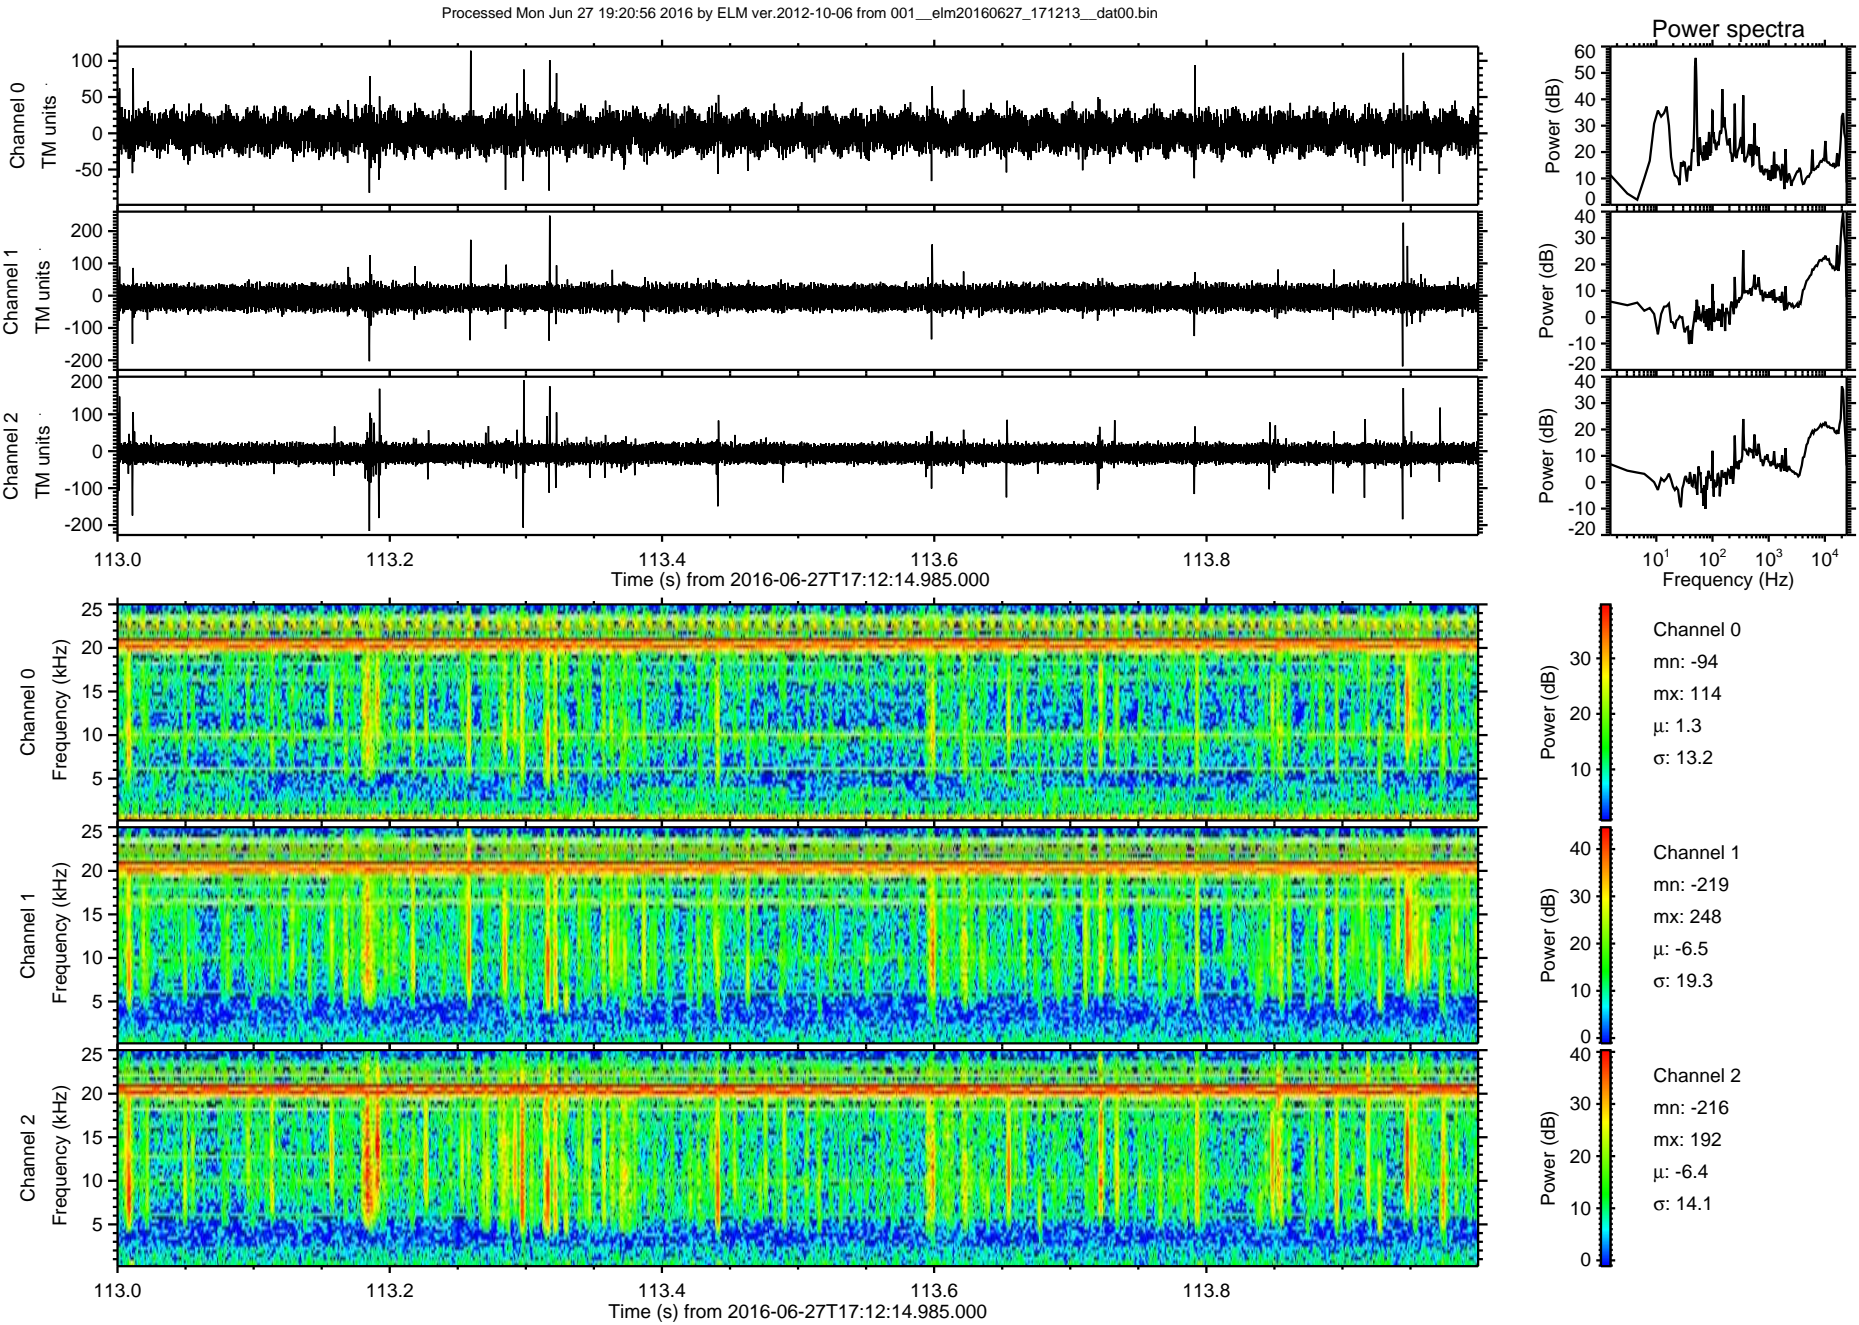 Processed Mon Jun 27 19:20:56 2016 by ELM ver.2012-10-06 from 001__elm20160627_171213__dat00.bin
Power spectra
Channel 0
TM units
100
50
0
-50
Power (dB)
60
50
40
30
20
10
0
Channel 1
TM units
200
100
0
-100
-200
Power (dB)
40
30
20
10
0
-10
-20
Channel 2
TM units
200
100
0
-100
-200
Power (dB)
40
30
20
10
0
-10
-20
113.0 113.2 113.4 113.6 113.8
Time (s) from 2016-06-27T17:12:14.985.000
10^1 10^2 10^3 10^4
Frequency (Hz)
Channel 0
Frequency (kHz)
25
20
15
10
5
Power (dB)
30
20
10
Channel 0
mn: -94
mx: 114
µ: 1.3
σ: 13.2
Channel 1
Frequency (kHz)
25
20
15
10
5
Power (dB)
40
30
20
10
0
Channel 1
mn: -219
mx: 248
µ: -6.5
σ: 19.3
Channel 2
Frequency (kHz)
25
20
15
10
5
Power (dB)
40
30
20
10
0
Channel 2
mn: -216
mx: 192
µ: -6.4
σ: 14.1
113.0 113.2 113.4 113.6 113.8
Time (s) from 2016-06-27T17:12:14.985.000